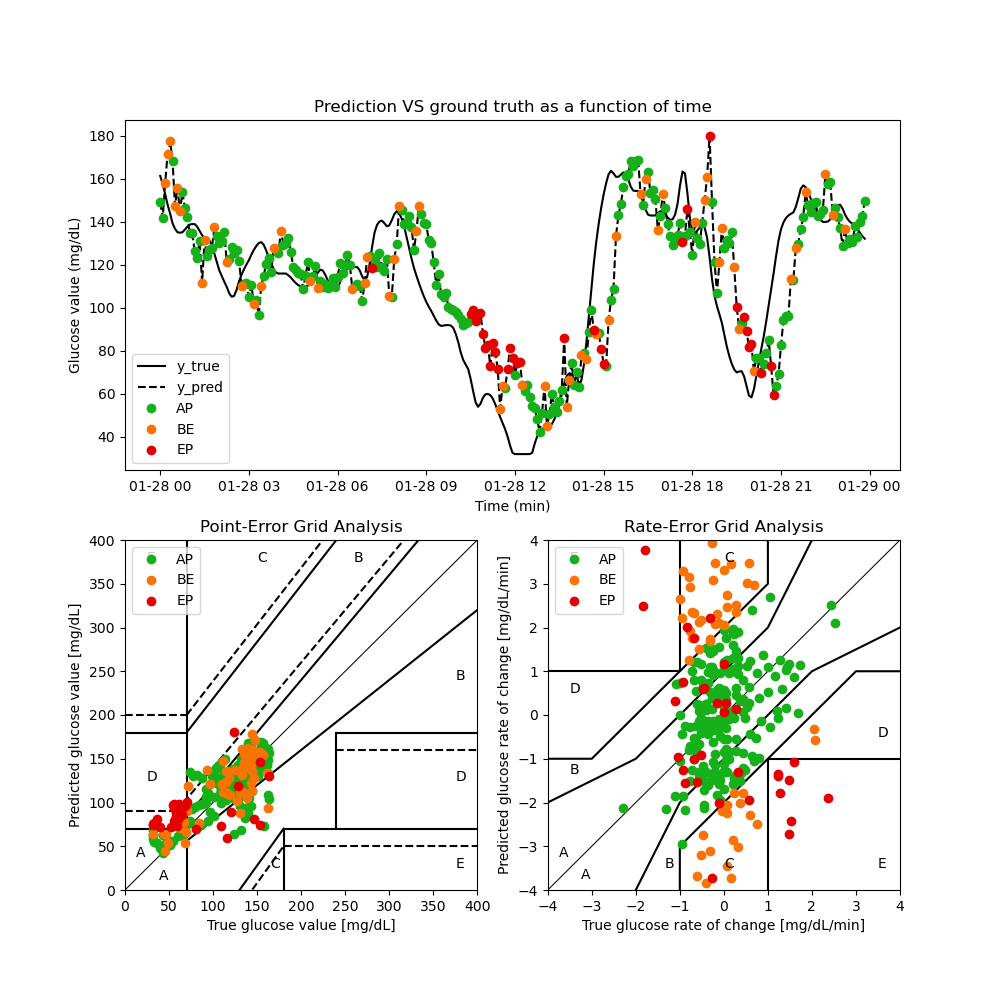 Prediction VS ground truth as a function of time
Glucose value (mg/dL)
180
160
140
120
100
80
60
40
y_true
y_pred
AP
BE
EP
01-28 00 01-28 03 01-28 06 01-28 09 01-28 12 01-28 15 01-28 18 01-28 21 01-29 00
Time (min)
Point-Error Grid Analysis
Predicted glucose value [mg/dL]
400
350
300
250
200
150
100
50
0
AP
BE
EP
C
B
B
D
D
A
A
C
E
0 50 100 150 200 250 300 350 400
True glucose value [mg/dL]
Rate-Error Grid Analysis
Predicted glucose rate of change [mg/dL/min]
4
3
2
1
0
−1
−2
−3
−4
AP
BE
EP
C
D
D
B
A
A
B
C
E
−4 −3 −2 −1 0 1 2 3 4
True glucose rate of change [mg/dL/min]